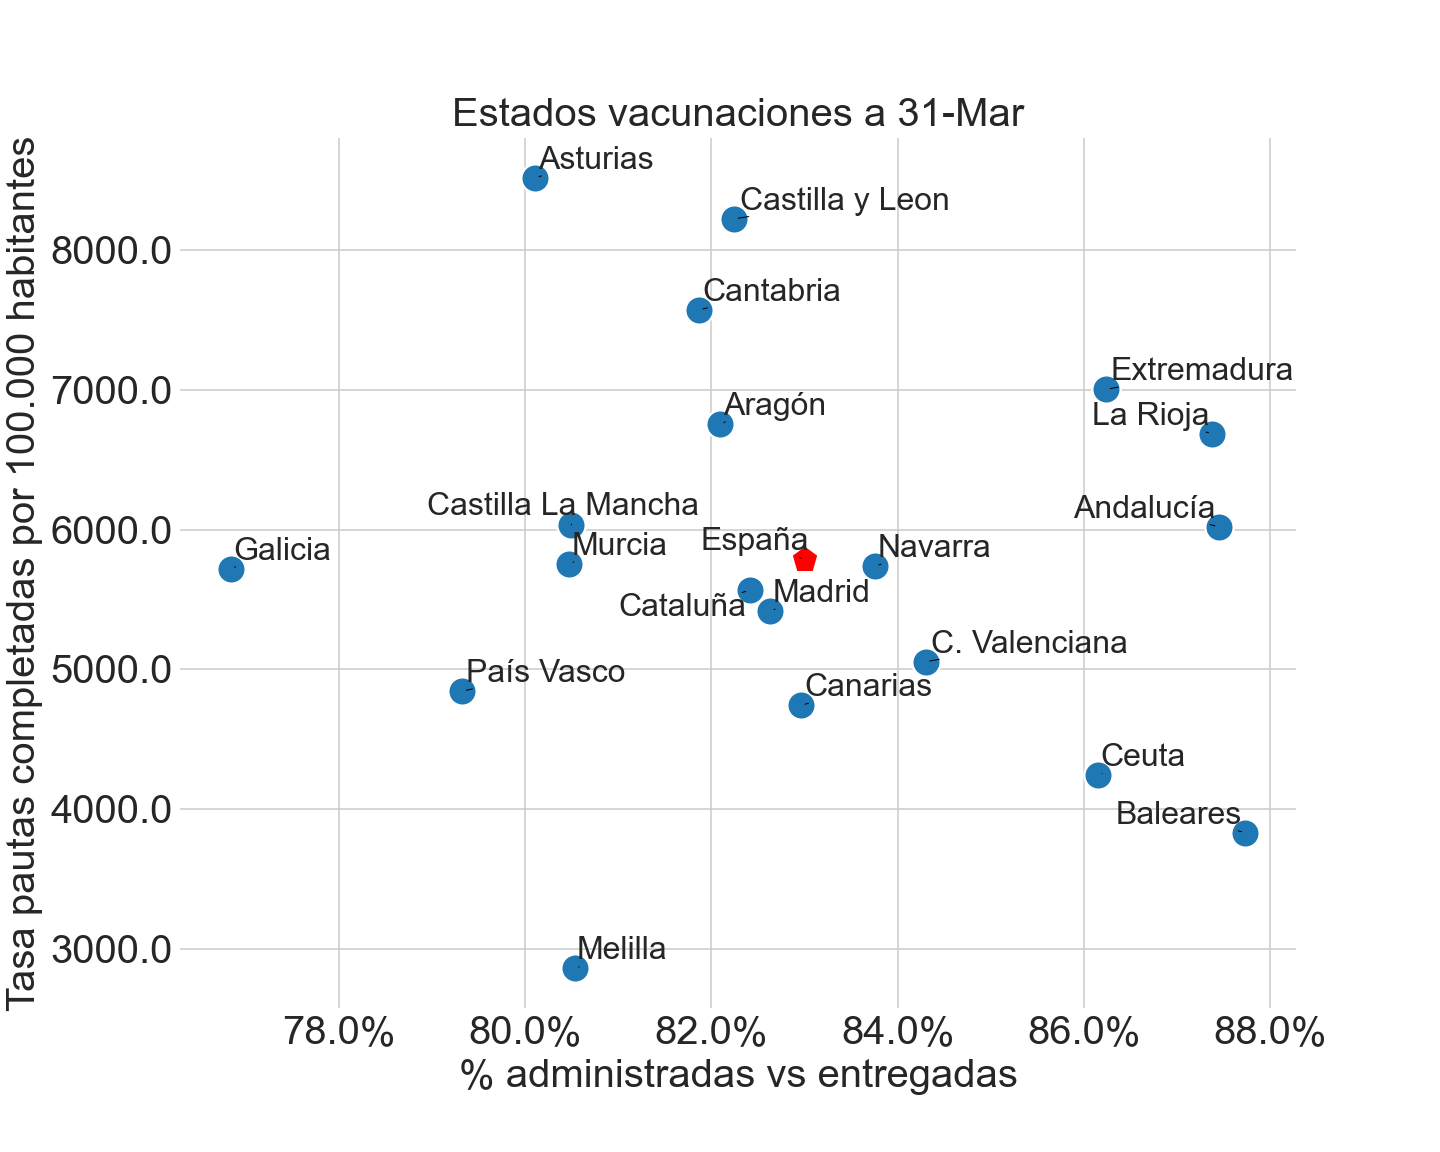 Estados vacunaciones a 31-Mar
Tasa pautas completadas por 100.000 habitantes
8000.0
7000.0
6000.0
5000.0
4000.0
3000.0
Asturias
Castilla y Leon
Cantabria
Extremadura
Aragón
La Rioja
Castilla La Mancha
Andalucía
España
Murcia
Navarra
Galicia
Madrid
Cataluña
C. Valenciana
País Vasco
Canarias
Ceuta
Baleares
Melilla
78.0%
80.0%
82.0%
84.0%
86.0%
88.0%
% administradas vs entregadas